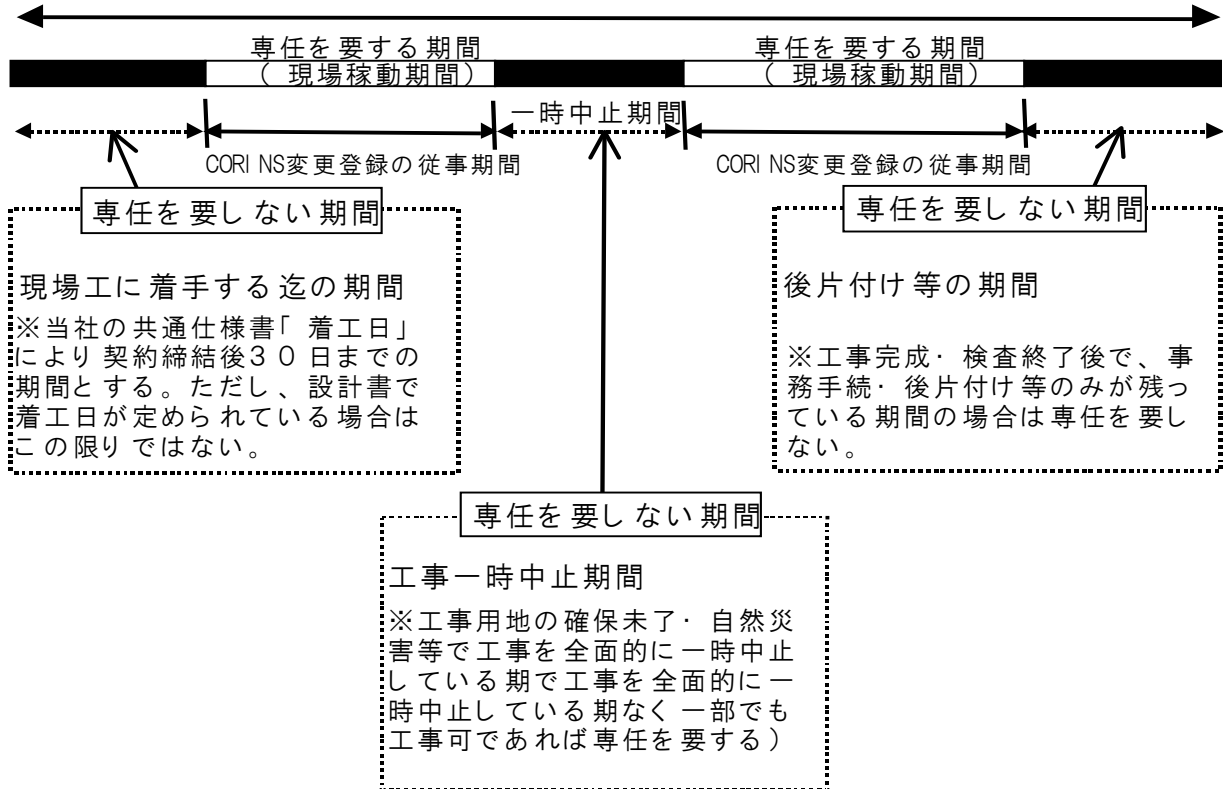 専任を要する期間
（現場稼動期間）
専任を要する期間
（現場稼動期間）
一時中止期間
CORINS変更登録の従事期間
CORINS変更登録の従事期間
専任を要しない期間
現場工に着手する迄の期間
※当社の共通仕様書「着工日」
により契約締結後３０日までの
期間とする。ただし、設計書で
着工日が定められている場合は
この限りではない。
専任を要しない期間
後片付け等の期間
※工事完成・検査終了後で、事
務手続・後片付け等のみが残っ
ている期間の場合は専任を要し
ない。
専任を要しない期間
工事一時中止期間
※工事用地の確保未了・自然災
害等で工事を全面的に一時中止
している期で工事を全面的に一
時中止している期なく一部でも
工事可であれば専任を要する）